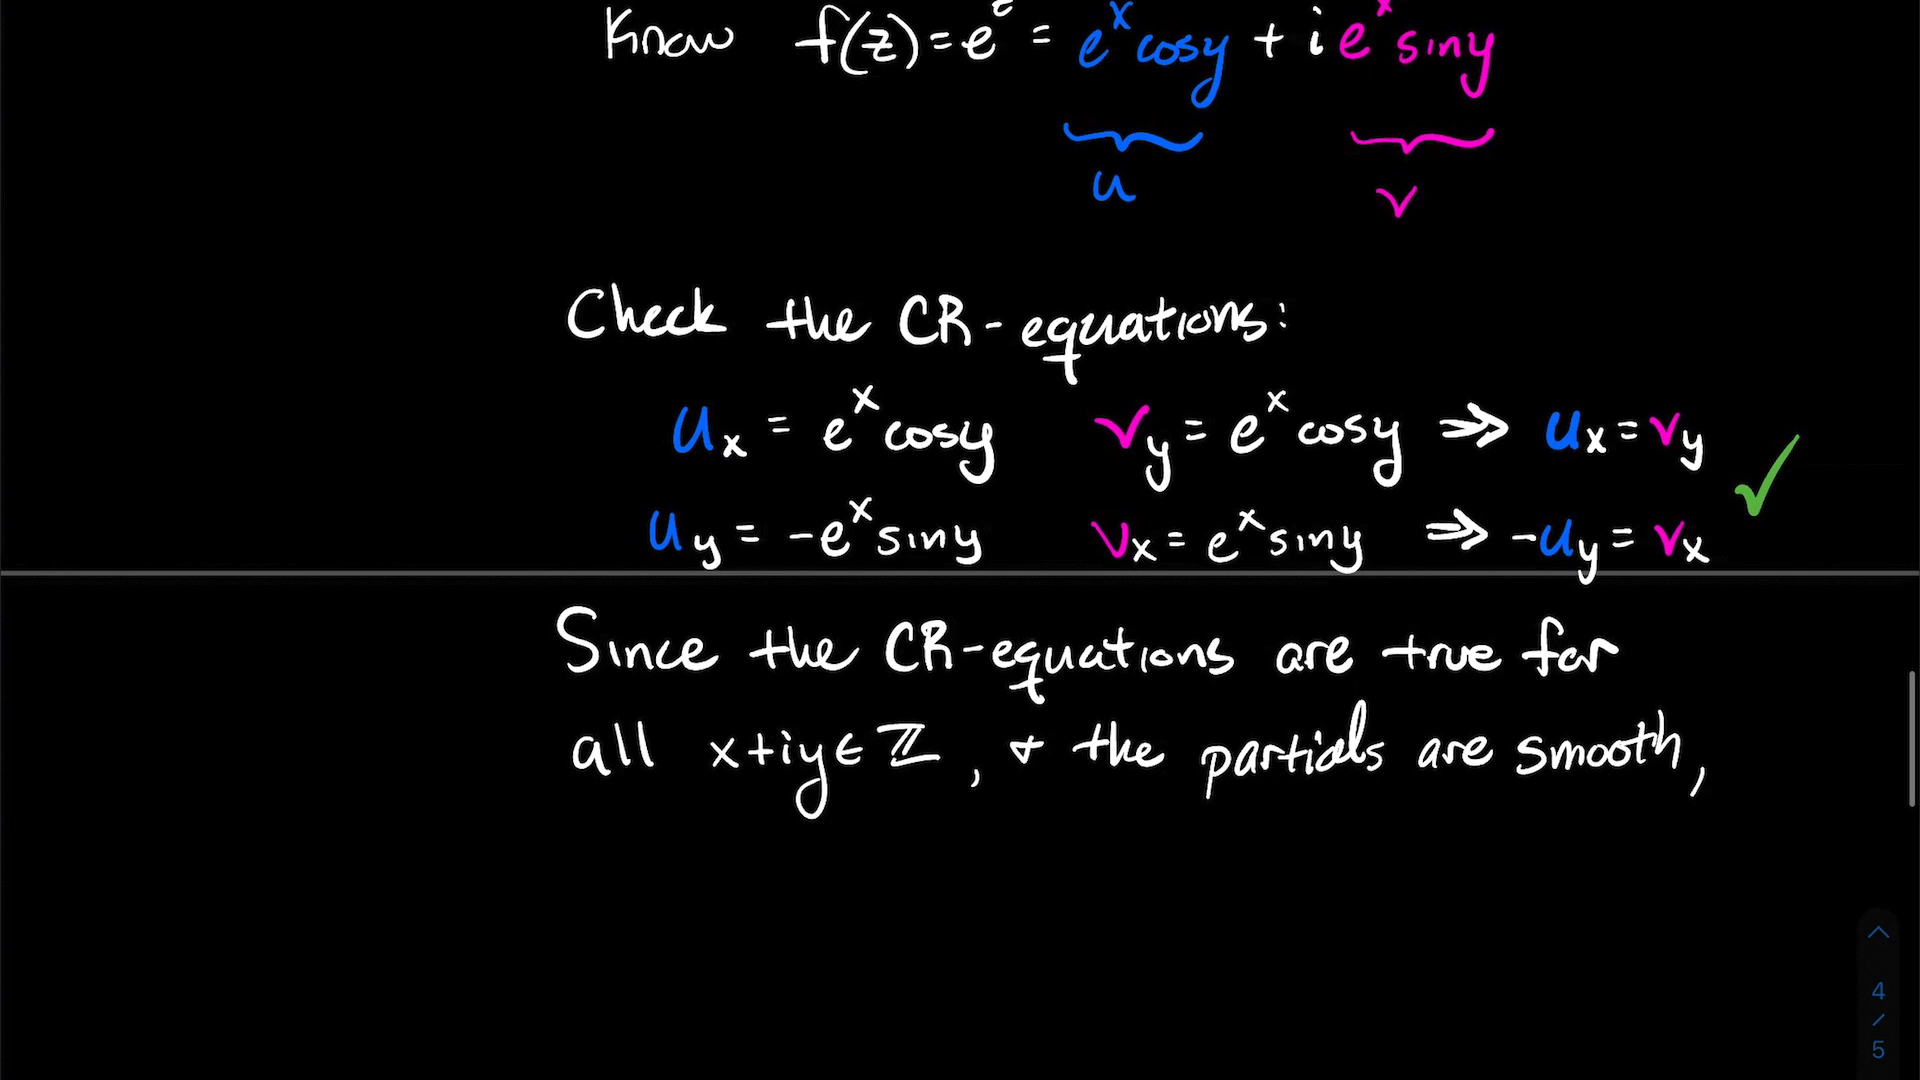 Know f(z) = e^z = e^x cosy + i e^x siny
u v
Check the CR-equations:
u_x = e^x cosy v_y = e^x cosy ⇒ u_x = v_y ✓
u_y = -e^x siny v_x = e^x siny ⇒ -u_y = v_x
Since the CR-equations are true for
all x+iy ∈ ℤ, + the partials are smooth,
4
/
5